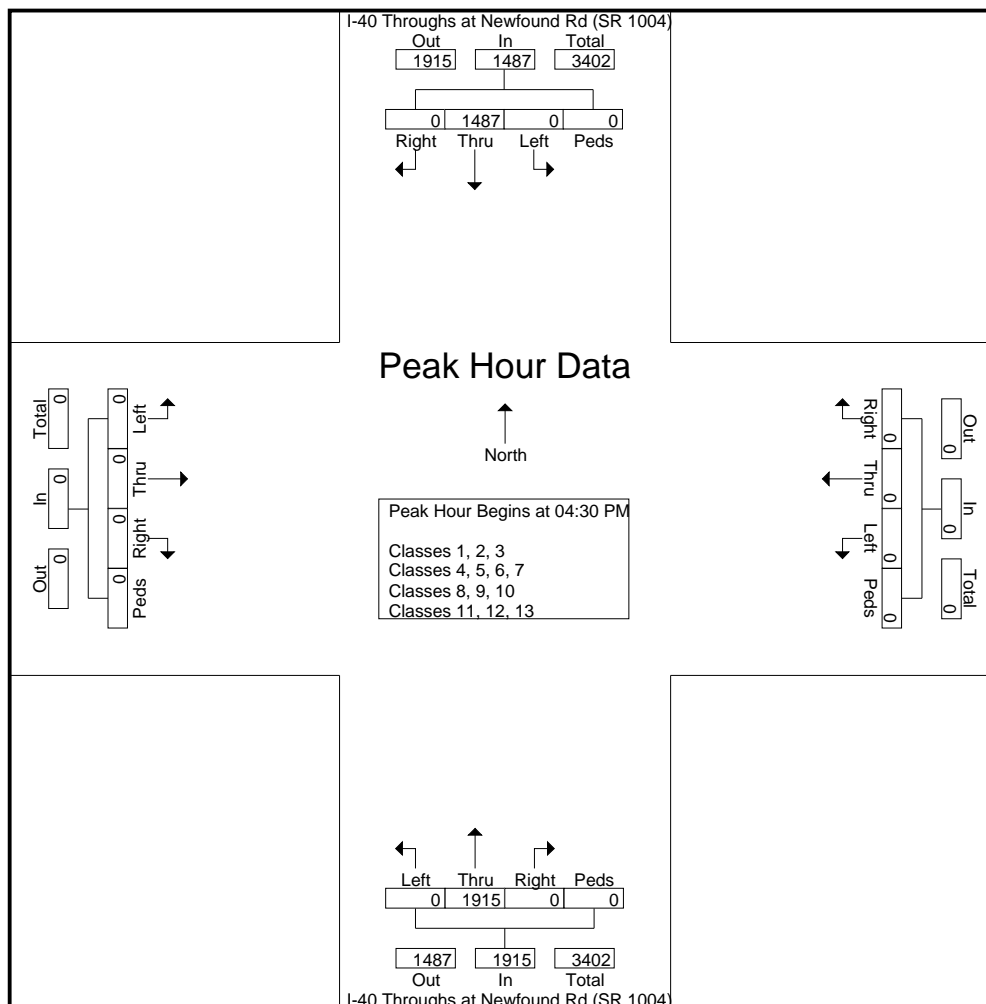 I-40 Throughs at Newfound Rd (SR 1004)
Out In Total
1915 1487 3402
0 1487 0 0
Right Thru Left Peds
Peak Hour Data
North
Peak Hour Begins at 04:30 PM
Classes 1, 2, 3
Classes 4, 5, 6, 7
Classes 8, 9, 10
Classes 11, 12, 13
Total In Out
0 0 0
0 0 0 0
Left Thru Right Peds
Out In Total
0 0 0
0 0 0 0
Right Thru Left Peds
Left Thru Right Peds
0 1915 0 0
1487 1915 3402
Out In Total
I-40 Throughs at Newfound Rd (SR 1004)